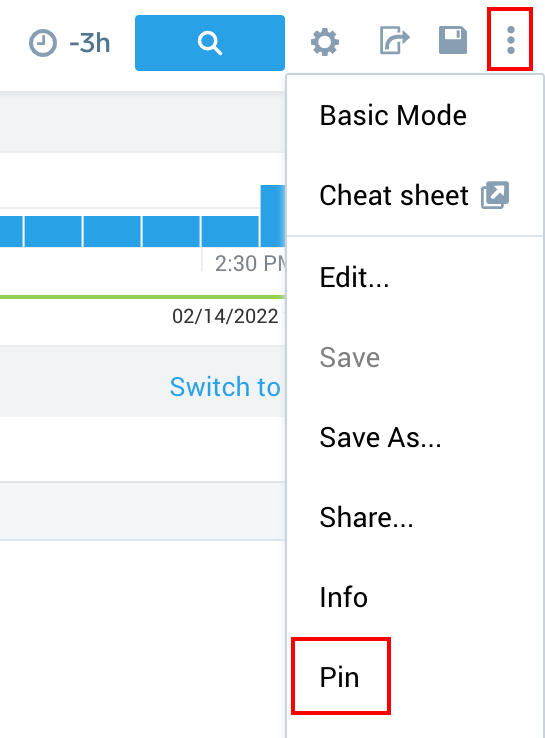 -3h
Basic Mode
Cheat sheet
Edit...
2:30 PM
02/14/2022
Save
Switch to
Save As...
Share...
Info
Pin